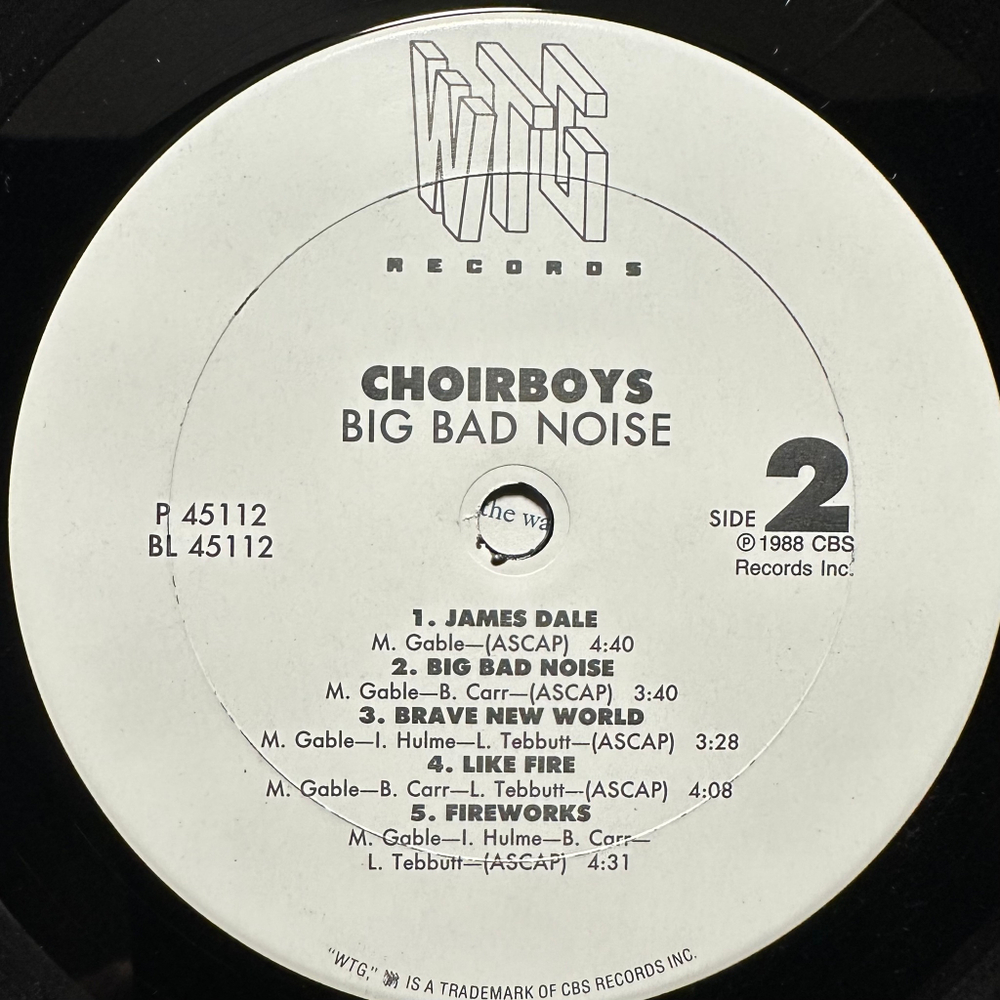 WTG
RECORDS
CHOIRBOYS
BIG BAD NOISE
P 45112
BL 45112
the wa
SIDE 2
℗ 1988 CBS
Records Inc.
1. JAMES DALE
M. Gable—(ASCAP) 4:40
2. BIG BAD NOISE
M. Gable—B. Carr—(ASCAP) 3:40
3. BRAVE NEW WORLD
M. Gable—I. Hulme—L. Tebbutt—(ASCAP) 3:28
4. LIKE FIRE
M. Gable—B. Carr—L. Tebbutt—(ASCAP) 4:08
5. FIREWORKS
M. Gable—I. Hulme—B. Carr—
L. Tebbutt—(ASCAP) 4:31
"WTG," WTG IS A TRADEMARK OF CBS RECORDS INC.